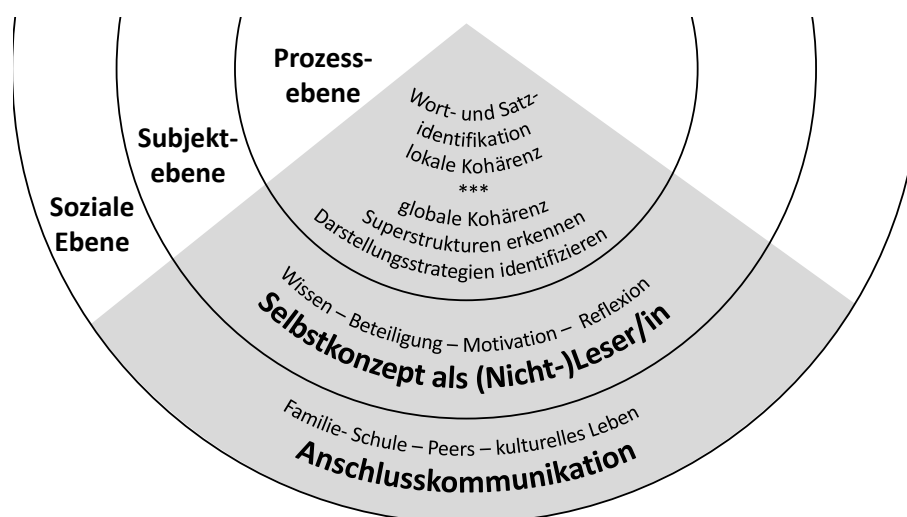 Prozess-
ebene
Wort- und Satz-
identifikation
lokale Kohärenz
***
globale Kohärenz
Superstrukturen erkennen
Darstellungsstrategien identifizieren
Subjekt-
ebene
Wissen – Beteiligung – Motivation – Reflexion
Selbstkonzept als (Nicht-)Leser/in
Soziale
Ebene
Familie- Schule – Peers – kulturelles Leben
Anschlusskommunikation